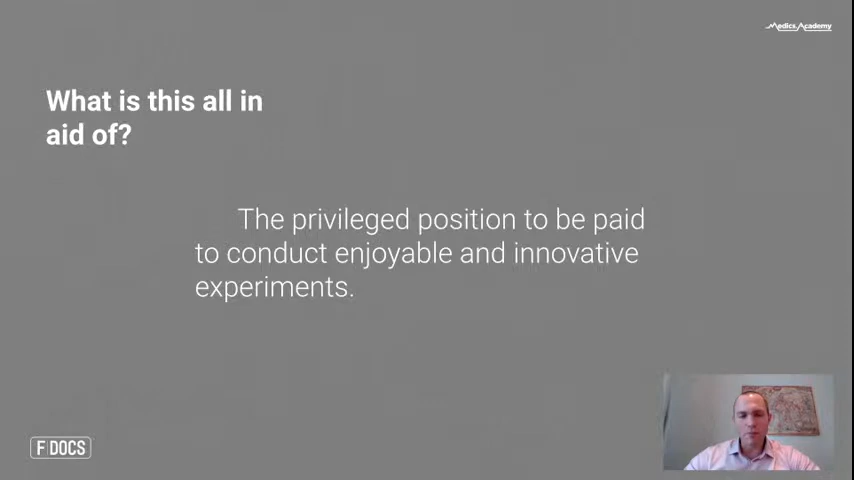 Medics.Academy
What is this all in
aid of?
The privileged position to be paid
to conduct enjoyable and innovative
experiments.
F DOCS